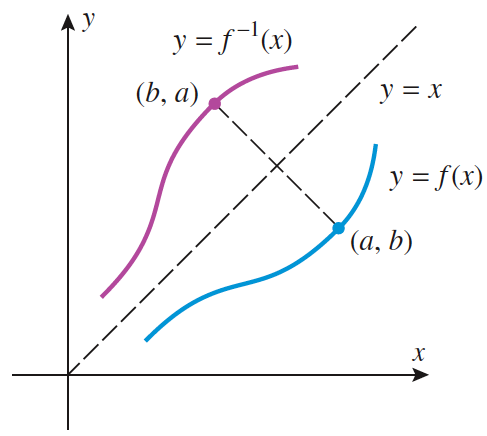 y
y = f⁻¹(x)
(b, a)
y = x
y = f(x)
(a, b)
x